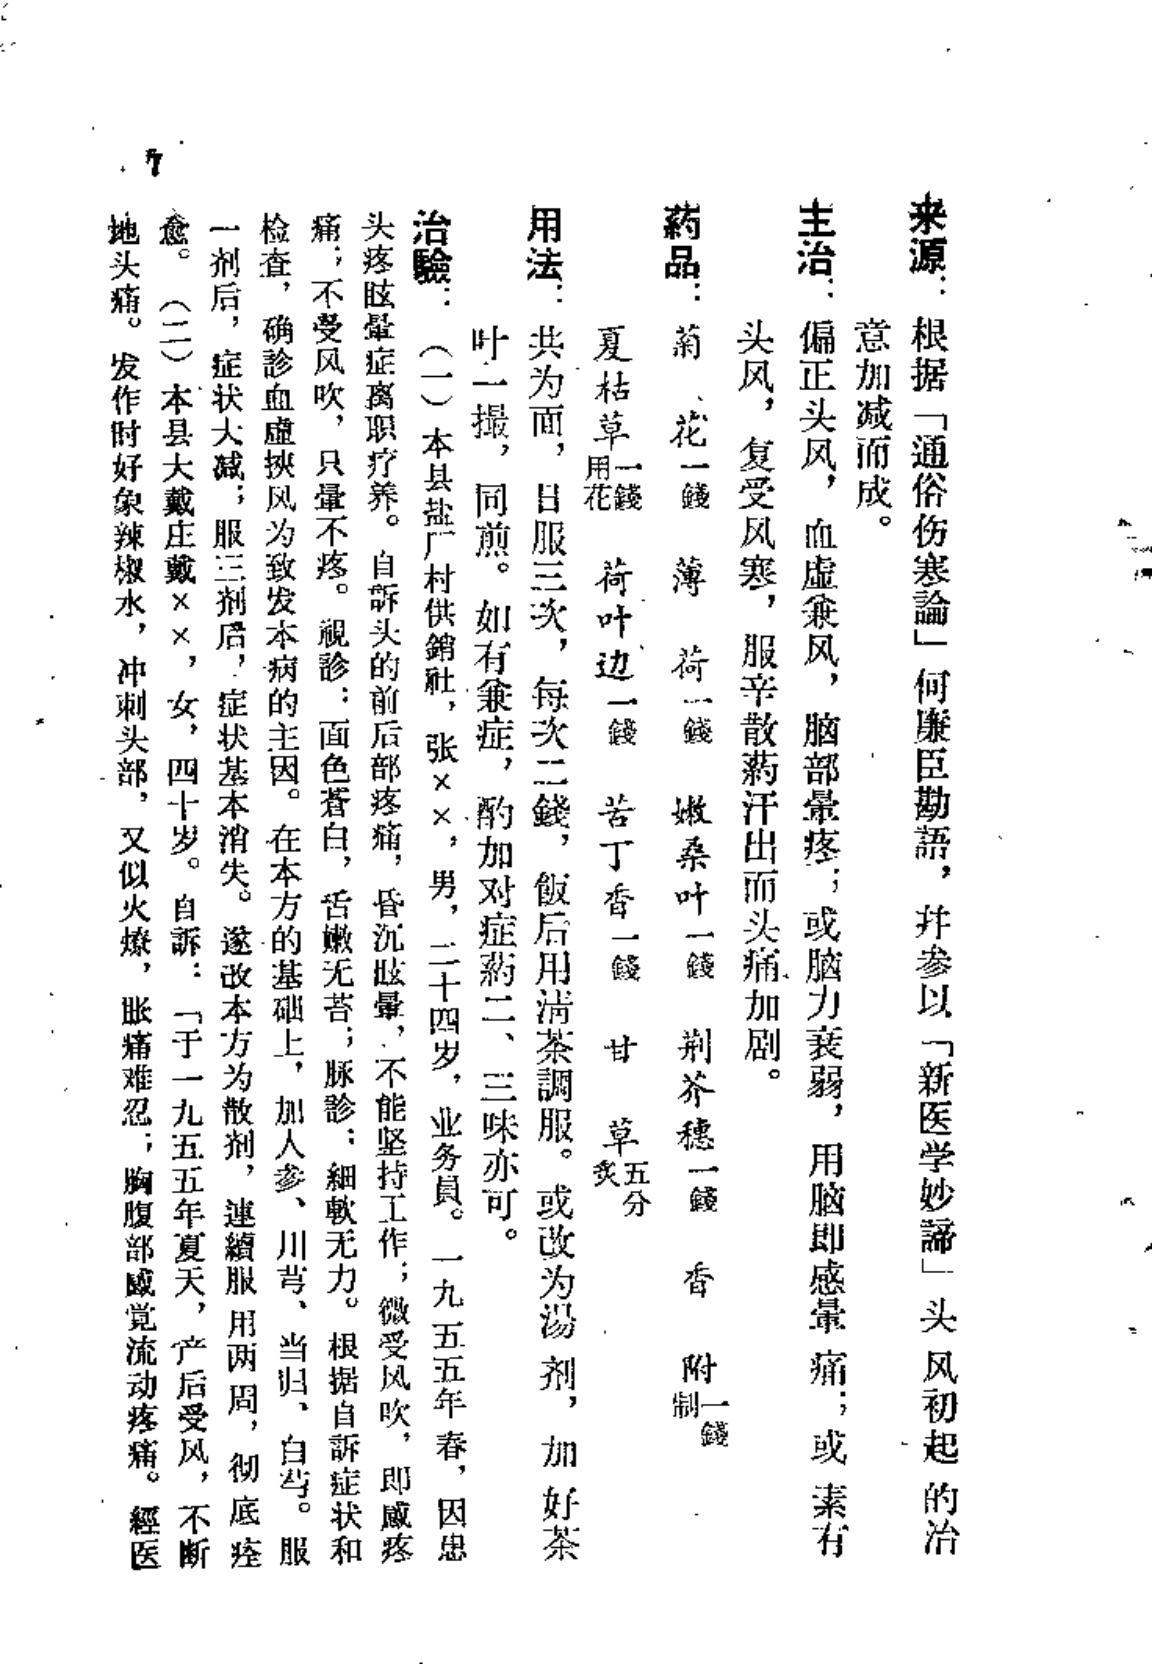 来源：根据「通俗伤寒論」何廉臣勘語，幷参以「新医学妙諦」头风初起的治
意加减而成。
主治：偏正头风，血虚兼风，脑部暈疼；或脑力衰弱，用脑即感暈痛；或素有
头风，复受风寒，服辛散葯汗出而头痛加剧。
葯品：菊花一錢 薄荷一錢 嫩桑叶一錢 荆芥穗一錢 香附制一錢
夏枯草用花一錢 荷叶边一錢 苦丁香一錢 甘草炙五分
用法：共为面，日服三次，每次二錢，飯后用淸茶調服。或改为湯剂，加好茶
叶一撮，同煎。如有兼症，酌加对症葯二、三味亦可。
治驗：（一）本县盐厂村供銷社，张××，男，二十四岁，业务員。一九五五年春，因患
头疼眩暈症离职疗养。自訴头的前后部疼痛，昏沉眩暈，不能坚持工作；微受风吹，即感疼
痛；不受风吹，只暈不疼。視診：面色蒼白，舌嫩无苔；脉診：細軟无力。根据自訴症状和
检査，确診血虛挾风为致发本病的主因。在本方的基础上，加人参、川芎、当归、白芍。服
一剂后，症状大减；服三剂后，症状基本消失。遂改本方为散剂，連續服用两周，彻底痊
愈。（二）本县大戴庄戴××，女，四十岁。自訴：「于一九五五年夏天，产后受风，不断
地头痛。发作时好象辣椒水，冲刺头部，又似火燎，脹痛难忍；胸腹部感觉流动疼痛。經医
7